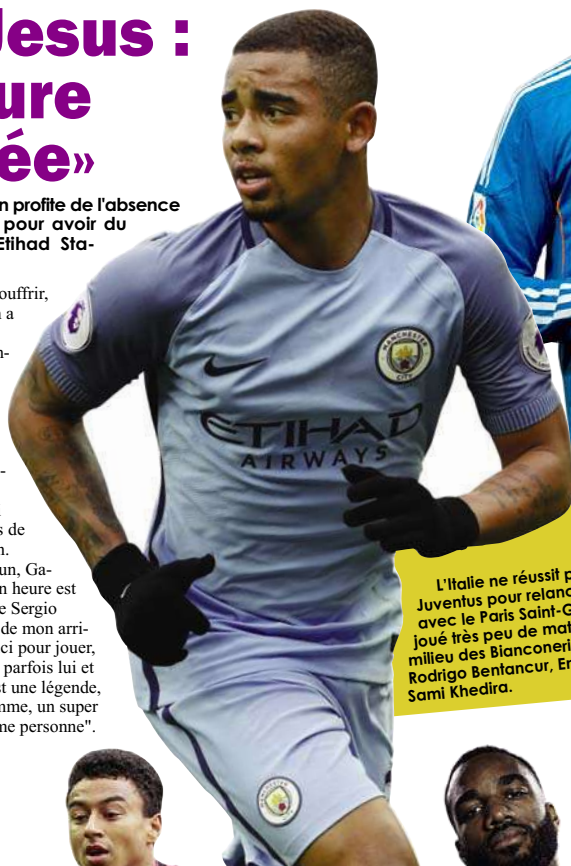 Jesus :
ure
ée»
n profite de l'absence
pour avoir du
Etihad Sta-
ouffrir,
n a
n-
-
s de
n.
un, Ga-
n heure est
e Sergio
de mon arri-
ci pour jouer,
parfois lui et
st une légende,
mme, un super
me personne".
MANCHESTER
CITY
ETIHAD
AIRWAYS
L'Italie ne réussit p
Juventus pour relanc
avec le Paris Saint-G
joué très peu de mat
milieu des Bianconeri
Rodrigo Bentancur, Em
Sami Khedira.